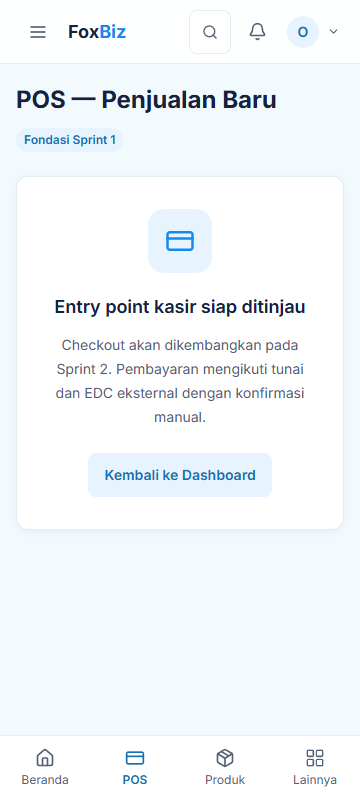 FoxBiz
O
POS — Penjualan Baru
Fondasi Sprint 1
Entry point kasir siap ditinjau
Checkout akan dikembangkan pada
Sprint 2. Pembayaran mengikuti tunai
dan EDC eksternal dengan konfirmasi
manual.
Kembali ke Dashboard
Beranda
POS
Produk
Lainnya